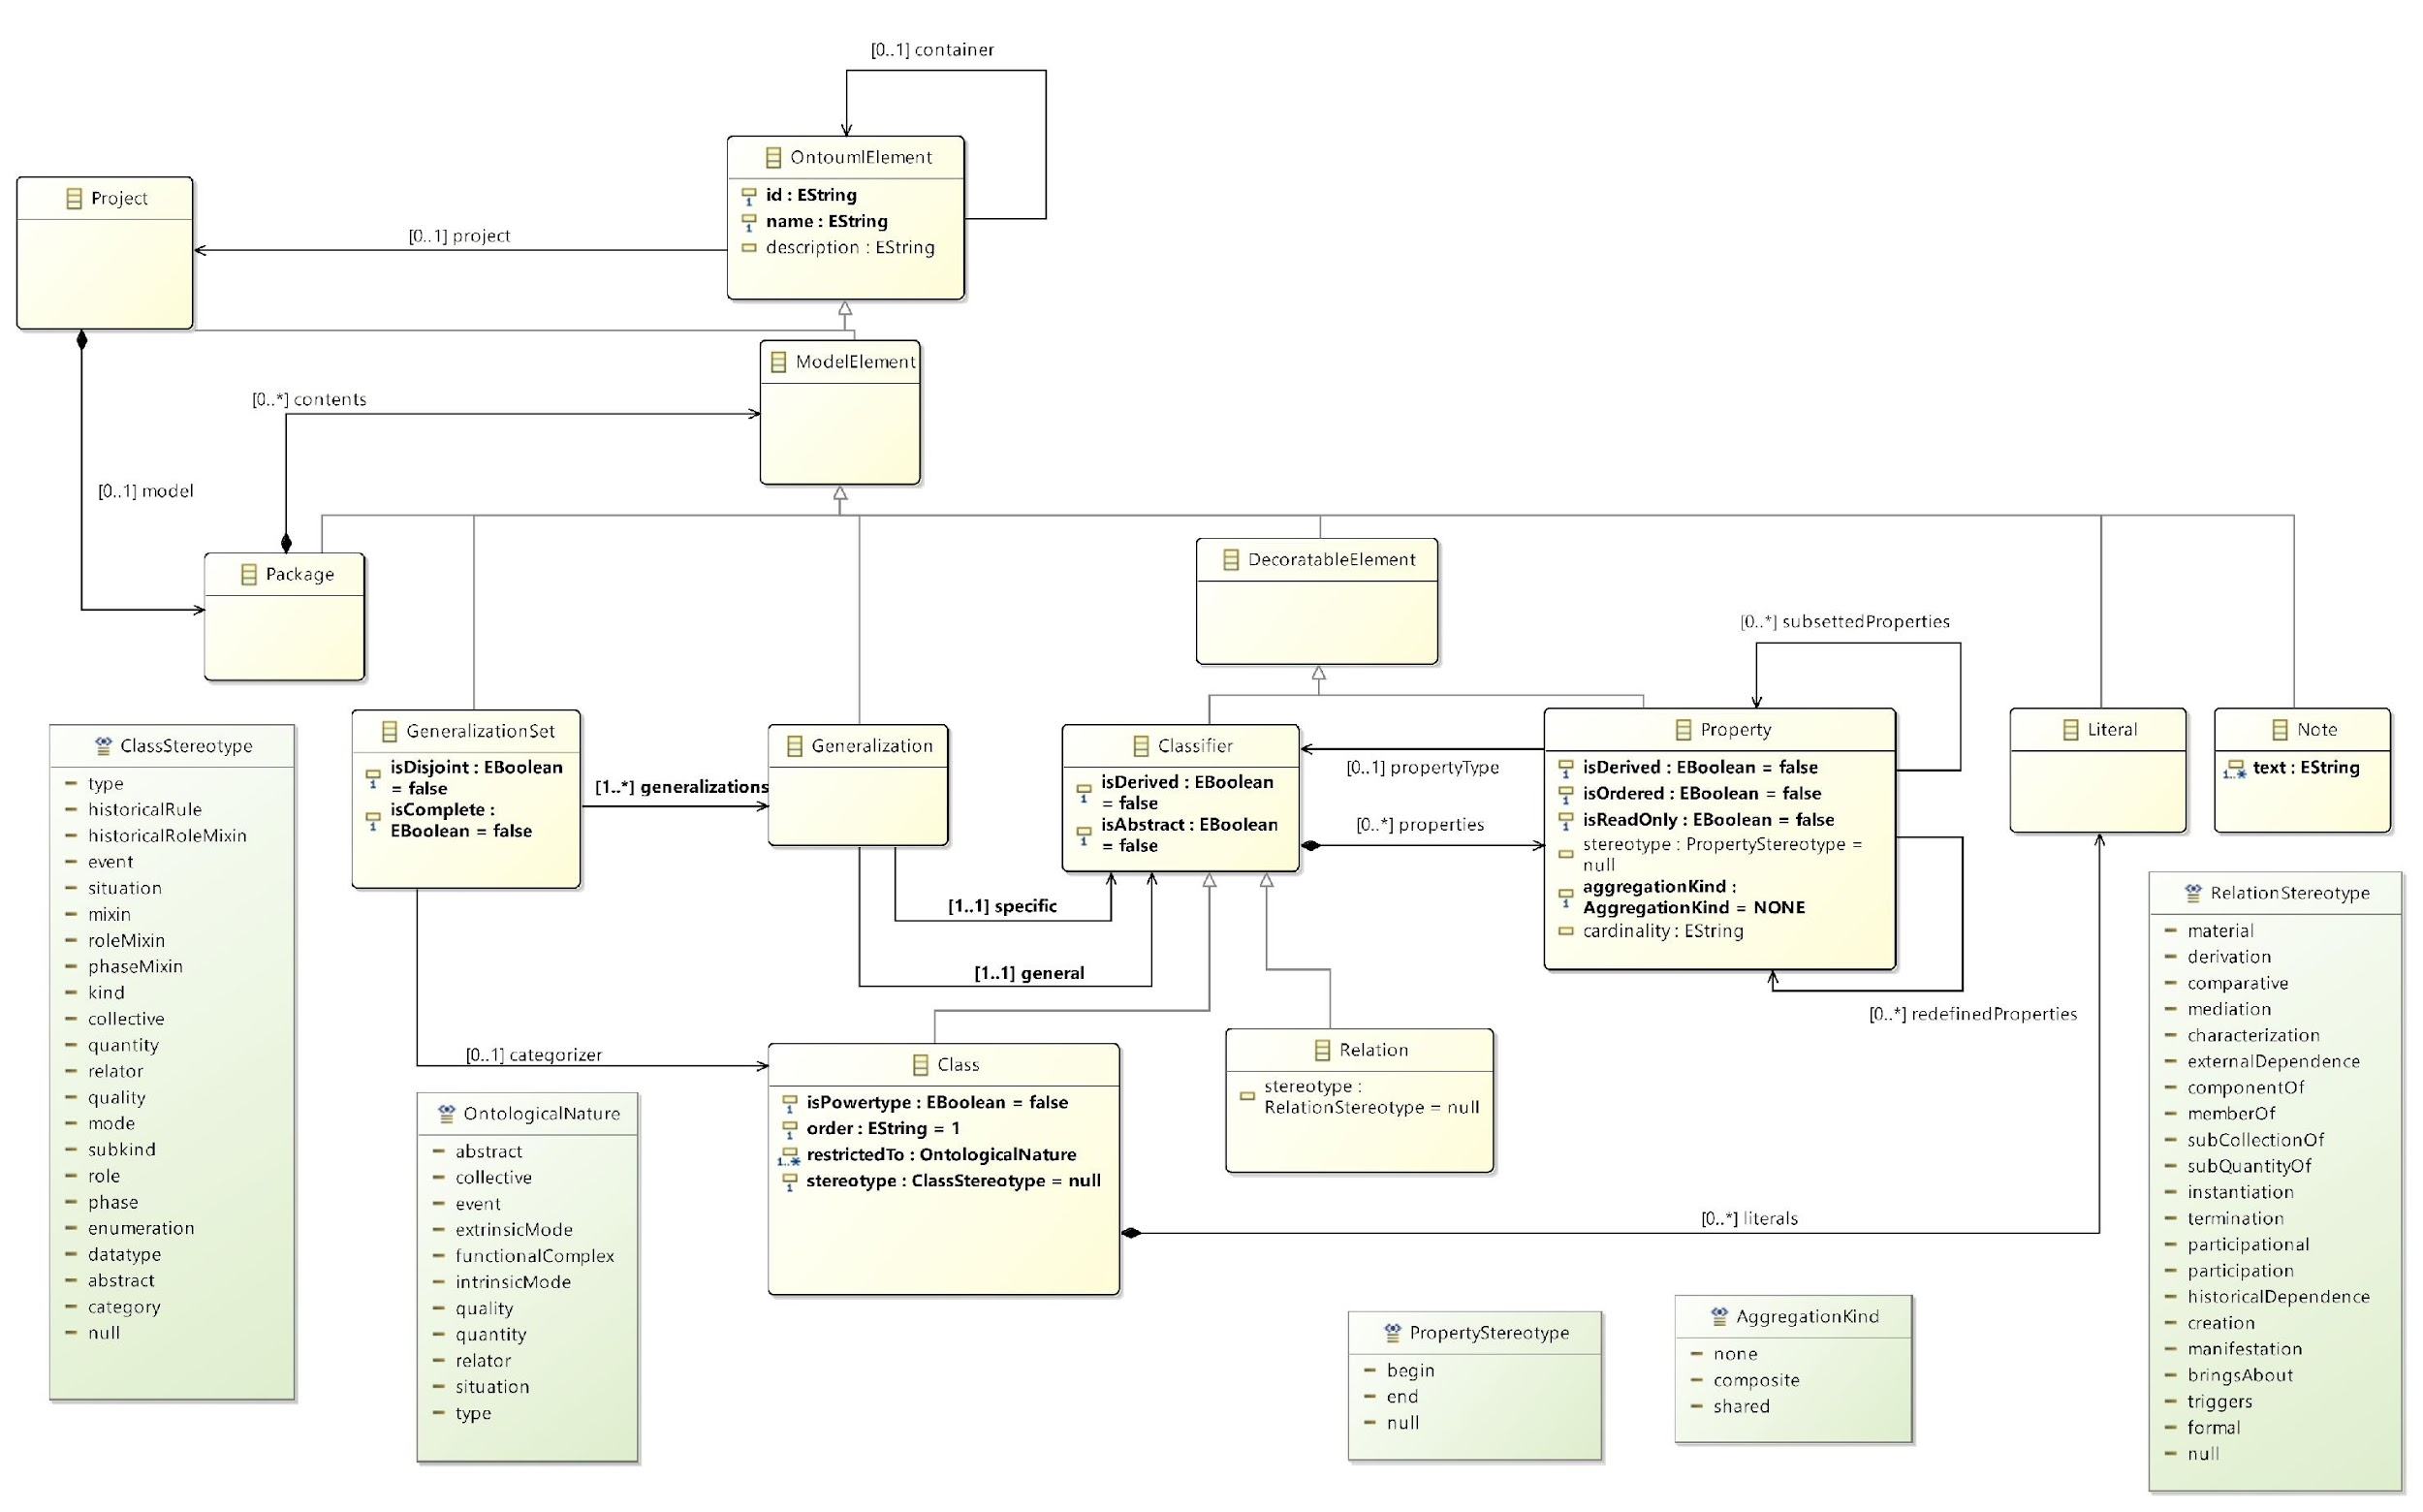 [0..1] container
OntoumlElement
id : EString
name : EString
description : EString
Project
[0..1] project
ModelElement
[0..*] contents
[0..1] model
Package
DecoratableElement
[0..*] subsettedProperties
ClassStereotype
type
historicalRule
historicalRoleMixin
event
situation
mixin
roleMixin
phaseMixin
kind
collective
quantity
relator
quality
mode
subkind
role
phase
enumeration
datatype
abstract
category
null
GeneralizationSet
isDisjoint : EBoolean
= false
isComplete :
EBoolean = false
[1..*] generalizations
Generalization
Classifier
isDerived : EBoolean
= false
isAbstract : EBoolean
= false
[0..1] propertyType
[0..*] properties
Property
isDerived : EBoolean = false
isOrdered : EBoolean = false
isReadOnly : EBoolean = false
stereotype : PropertyStereotype =
null
aggregationKind :
AggregationKind = NONE
cardinality : EString
Literal
Note
1..* text : EString
[1..1] specific
[1..1] general
[0..*] redefinedProperties
[0..1] categorizer
Class
isPowertype : EBoolean = false
order : EString = 1
1..* restrictedTo : OntologicalNature
stereotype : ClassStereotype = null
Relation
stereotype :
RelationStereotype = null
[0..*] literals
OntologicalNature
abstract
collective
event
extrinsicMode
functionalComplex
intrinsicMode
quality
quantity
relator
situation
type
PropertyStereotype
begin
end
null
AggregationKind
none
composite
shared
RelationStereotype
material
derivation
comparative
mediation
characterization
externalDependence
componentOf
memberOf
subCollectionOf
subQuantityOf
instantiation
termination
participational
participation
historicalDependence
creation
manifestation
bringsAbout
triggers
formal
null